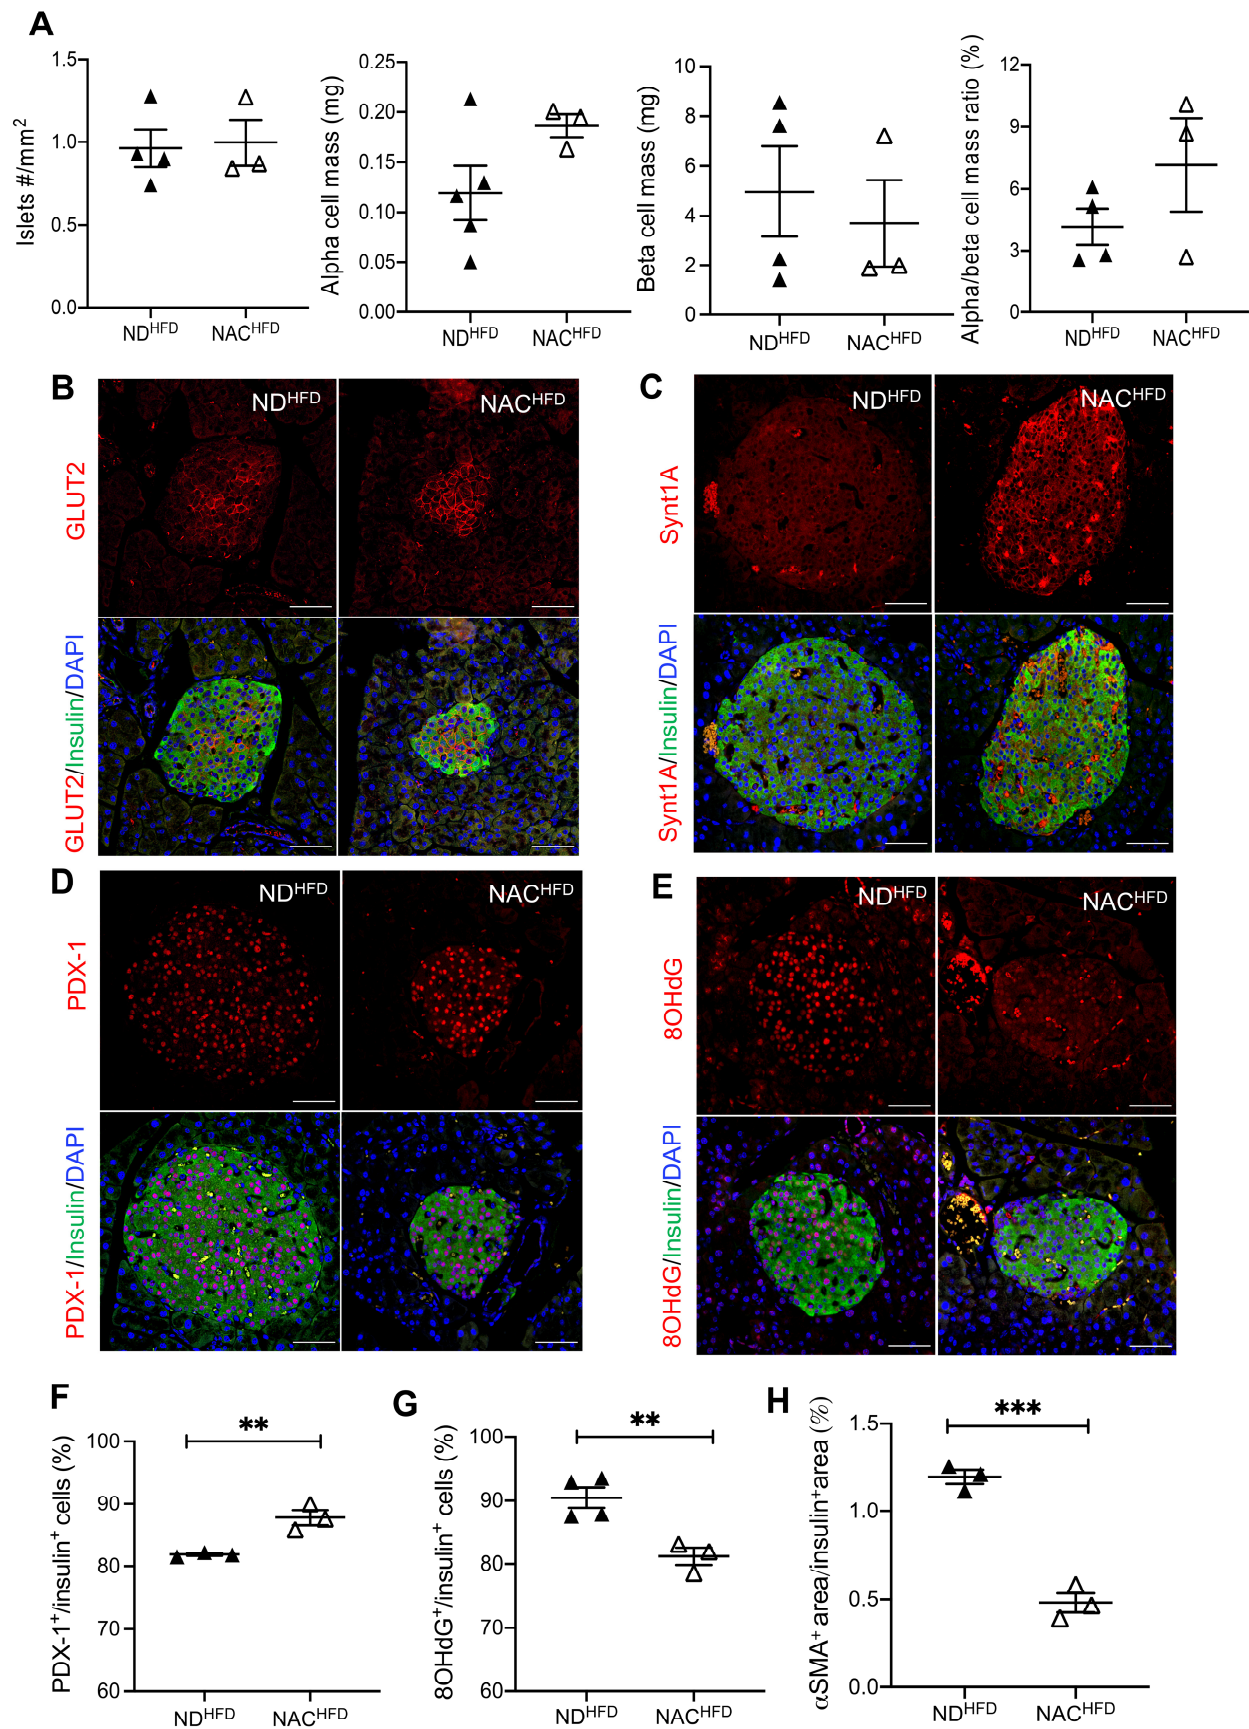 A
Islets #/mm²
1.5
1.0
0.5
0.0
NDᴴᶠᴰ
NACᴴᶠᴰ
Alpha cell mass (mg)
0.25
0.20
0.15
0.10
0.05
0.00
NDᴴᶠᴰ
NACᴴᶠᴰ
Beta cell mass (mg)
10
8
6
4
2
0
NDᴴᶠᴰ
NACᴴᶠᴰ
Alpha/beta cell mass ratio (%)
12
9
6
3
0
NDᴴᶠᴰ
NACᴴᶠᴰ
B
NDᴴᶠᴰ
NACᴴᶠᴰ
GLUT2
GLUT2/Insulin/DAPI
C
NDᴴᶠᴰ
NACᴴᶠᴰ
Synt1A
Synt1A/Insulin/DAPI
D
NDᴴᶠᴰ
NACᴴᶠᴰ
PDX-1
PDX-1/Insulin/DAPI
E
NDᴴᶠᴰ
NACᴴᶠᴰ
8OHdG
8OHdG/Insulin/DAPI
F
PDX-1⁺/insulin⁺ cells (%)
100
90
80
70
60
**
NDᴴᶠᴰ
NACᴴᶠᴰ
G
8OHdG⁺/insulin⁺ cells (%)
100
90
80
70
60
**
NDᴴᶠᴰ
NACᴴᶠᴰ
H
αSMA⁺ area/insulin⁺area (%)
1.5
1.0
0.5
0.0
***
NDᴴᶠᴰ
NACᴴᶠᴰ